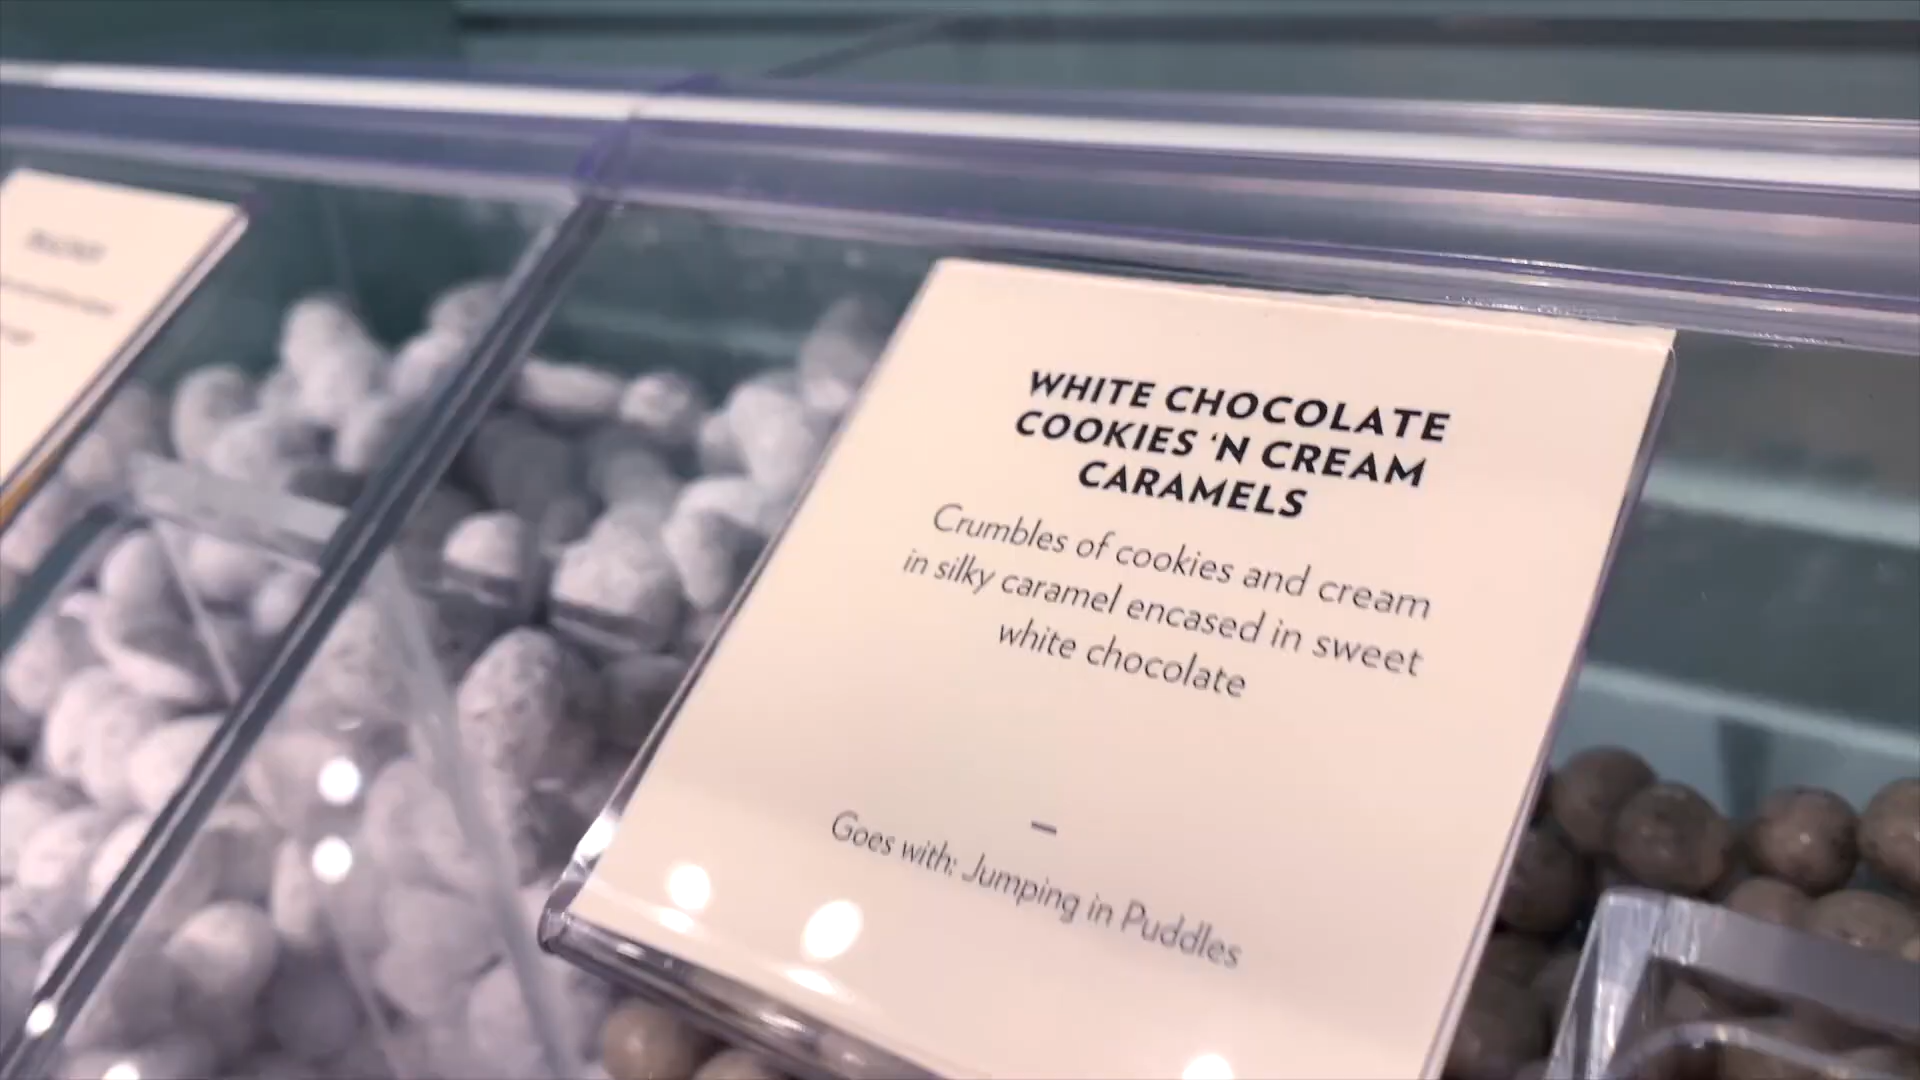 WHITE CHOCOLATE
COOKIES ‘N CREAM
CARAMELS
Crumbles of cookies and cream
in silky caramel encased in sweet
white chocolate
–
Goes with: Jumping in Puddles